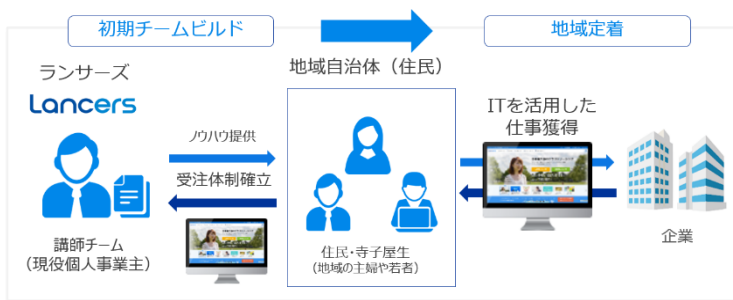 初期チームビルド
地域定着
ランサーズ
Lancers
地域自治体（住民）
ITを活用した
仕事獲得
ノウハウ提供
受注体制確立
講師チーム
（現役個人事業主）
住民・寺子屋生
（地域の主婦や若者）
企業